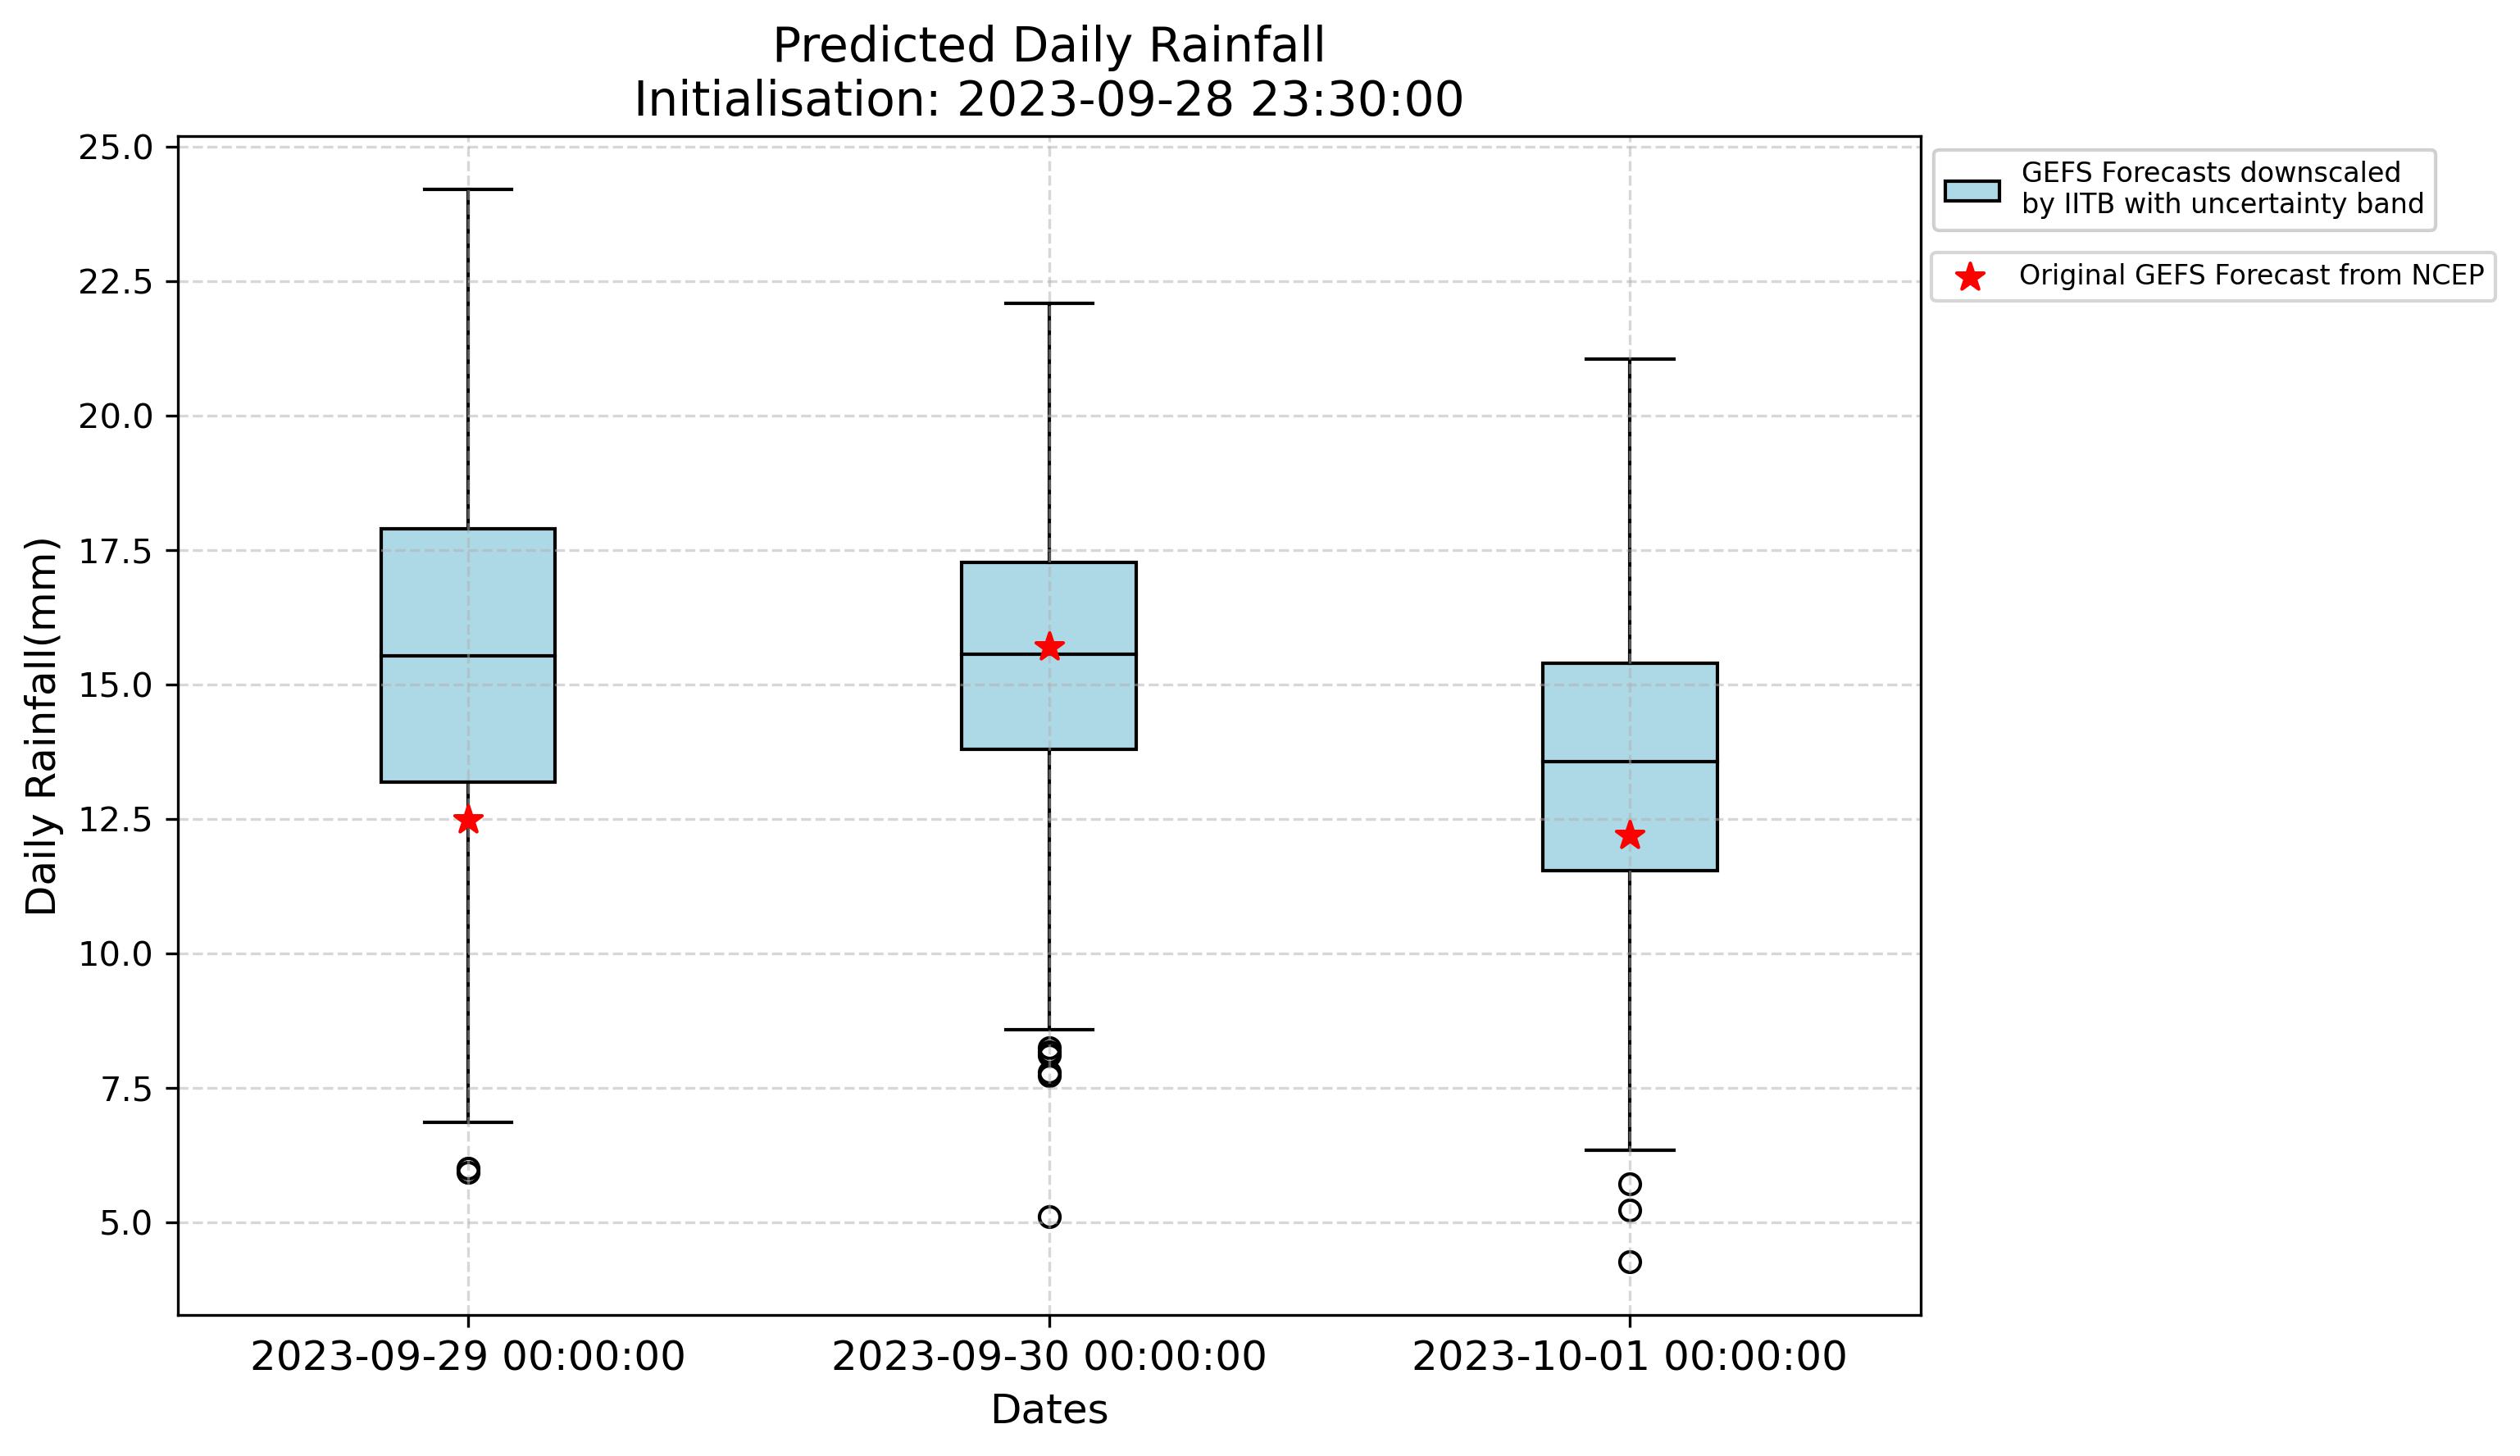 Predicted Daily Rainfall
Initialisation: 2023-09-28 23:30:00
25.0
22.5
20.0
17.5
15.0
12.5
10.0
7.5
5.0
Daily Rainfall(mm)
2023-09-29 00:00:00
2023-09-30 00:00:00
2023-10-01 00:00:00
Dates
GEFS Forecasts downscaled
by IITB with uncertainty band
Original GEFS Forecast from NCEP